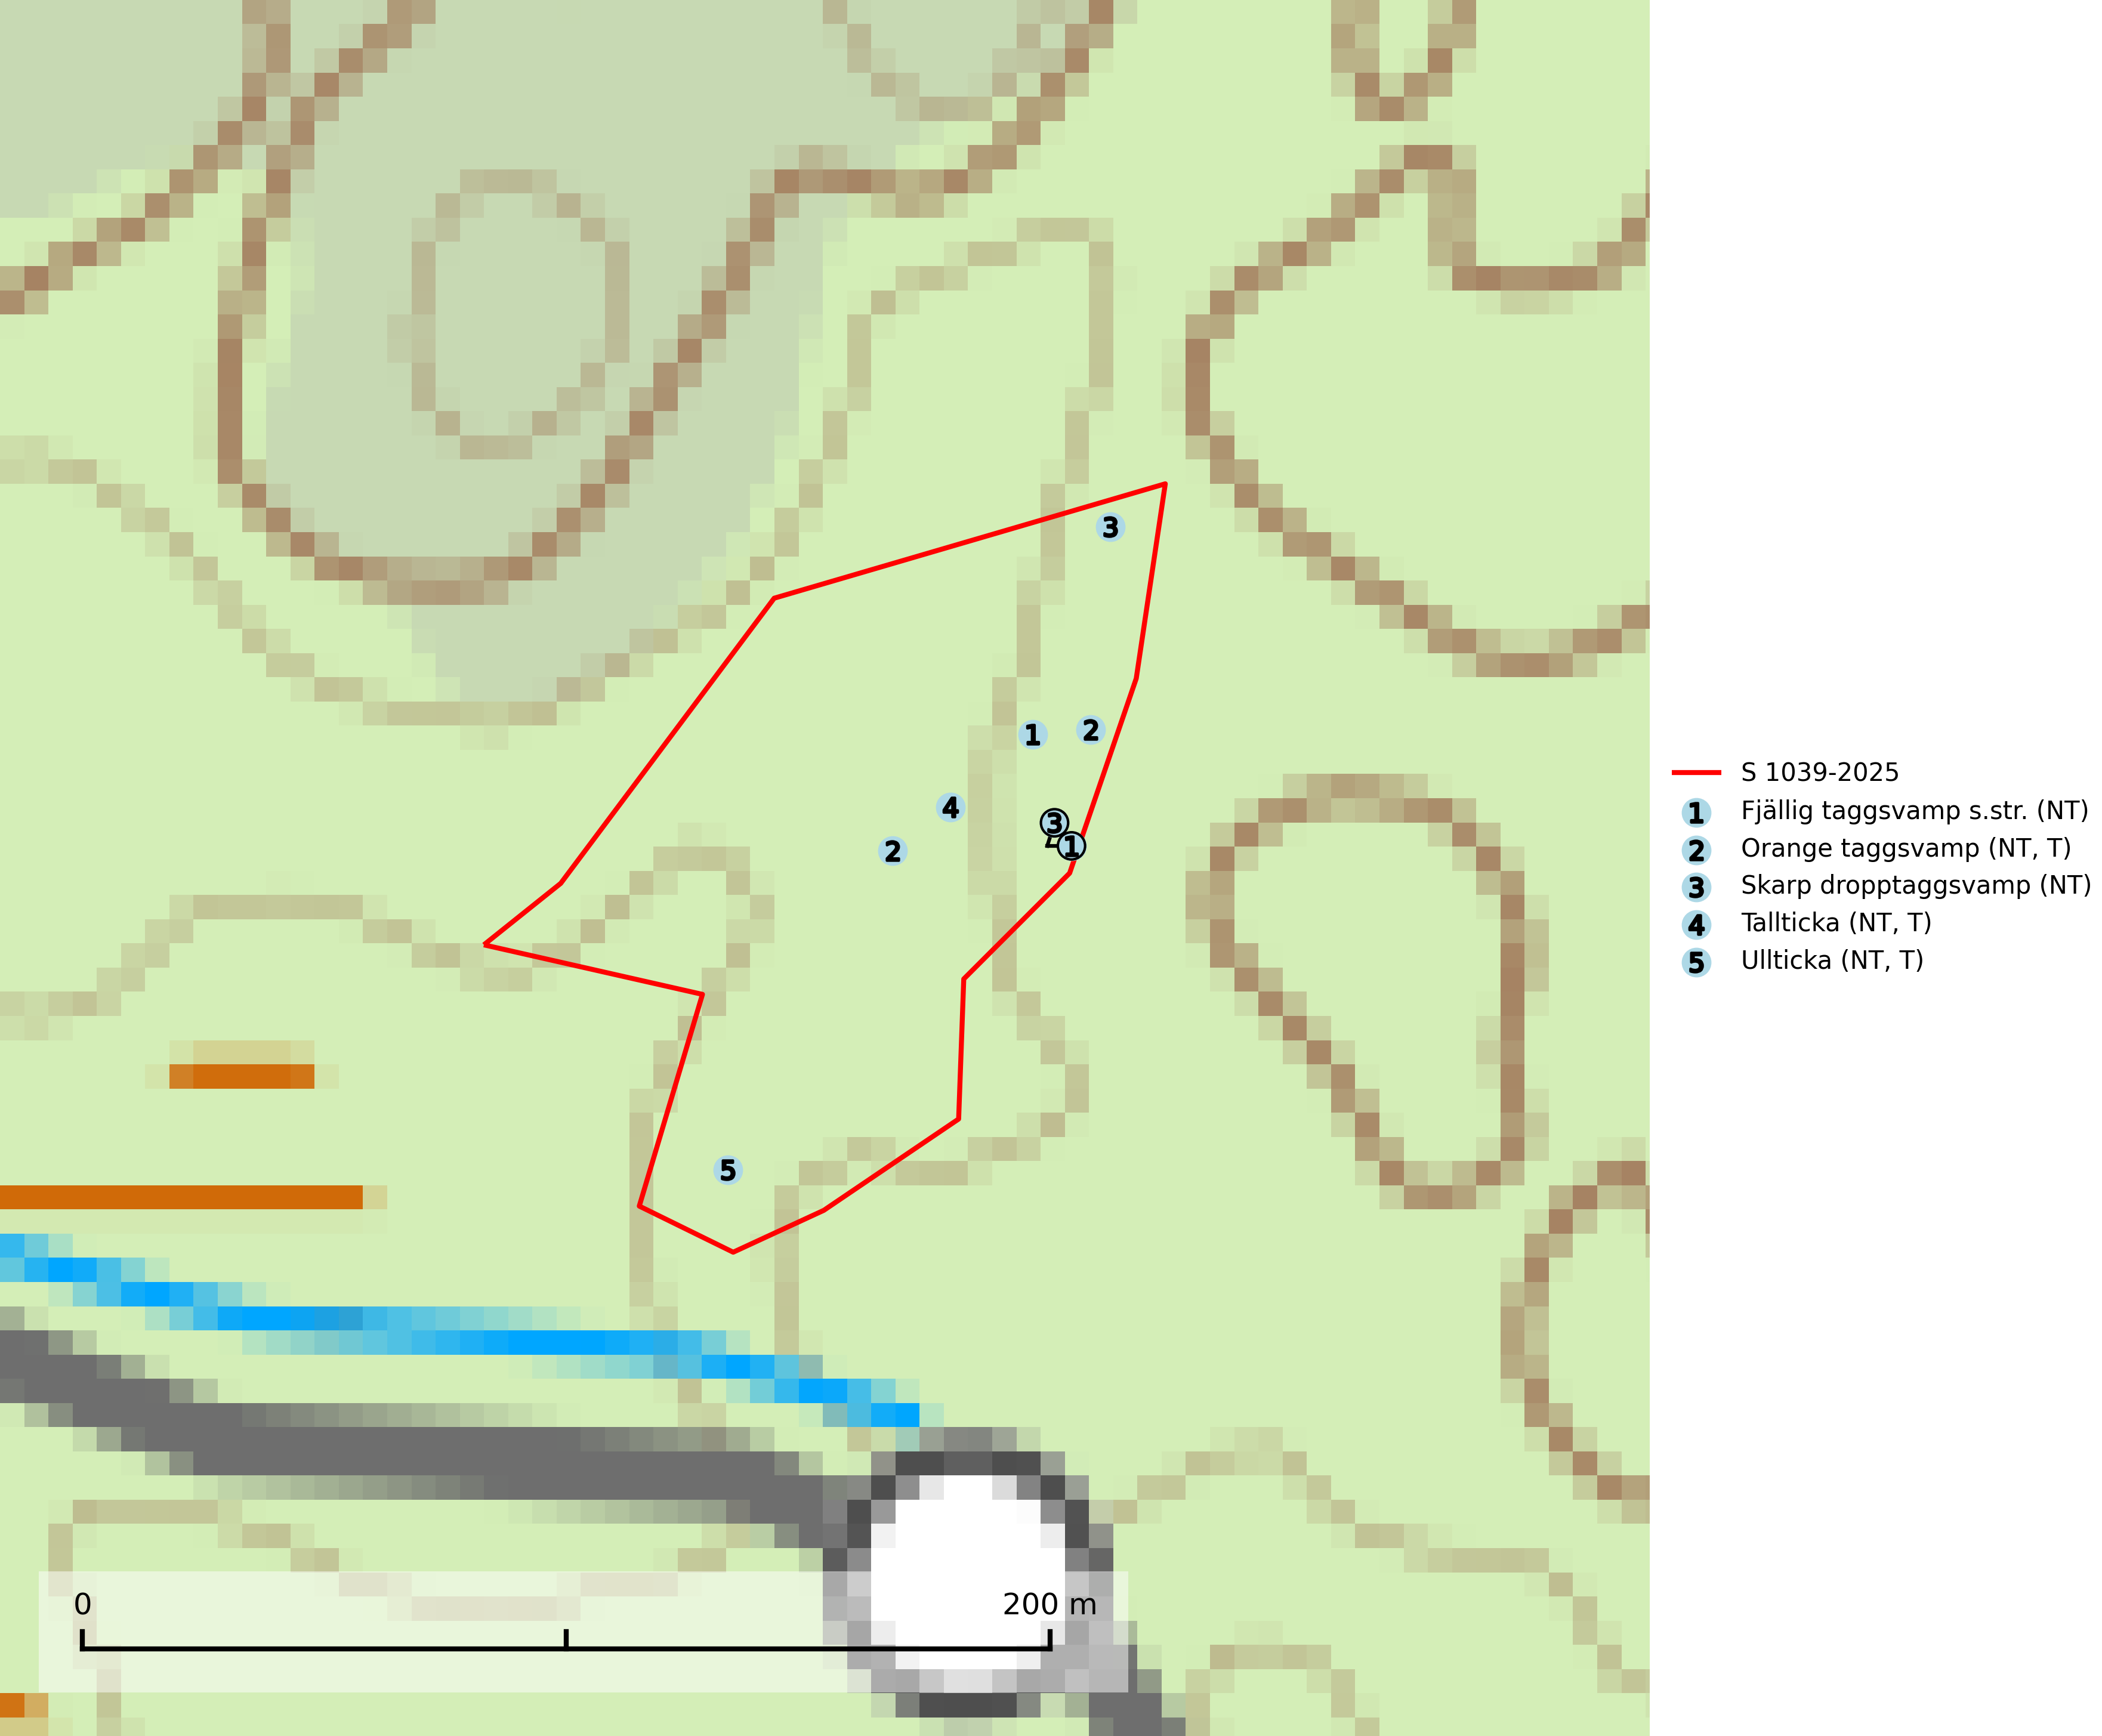 3
1
2
4
3
2
1
5
S 1039-2025
1 Fjällig taggsvamp s.str. (NT)
2 Orange taggsvamp (NT, T)
3 Skarp dropptaggsvamp (NT)
4 Tallticka (NT, T)
5 Ullticka (NT, T)
0 200 m